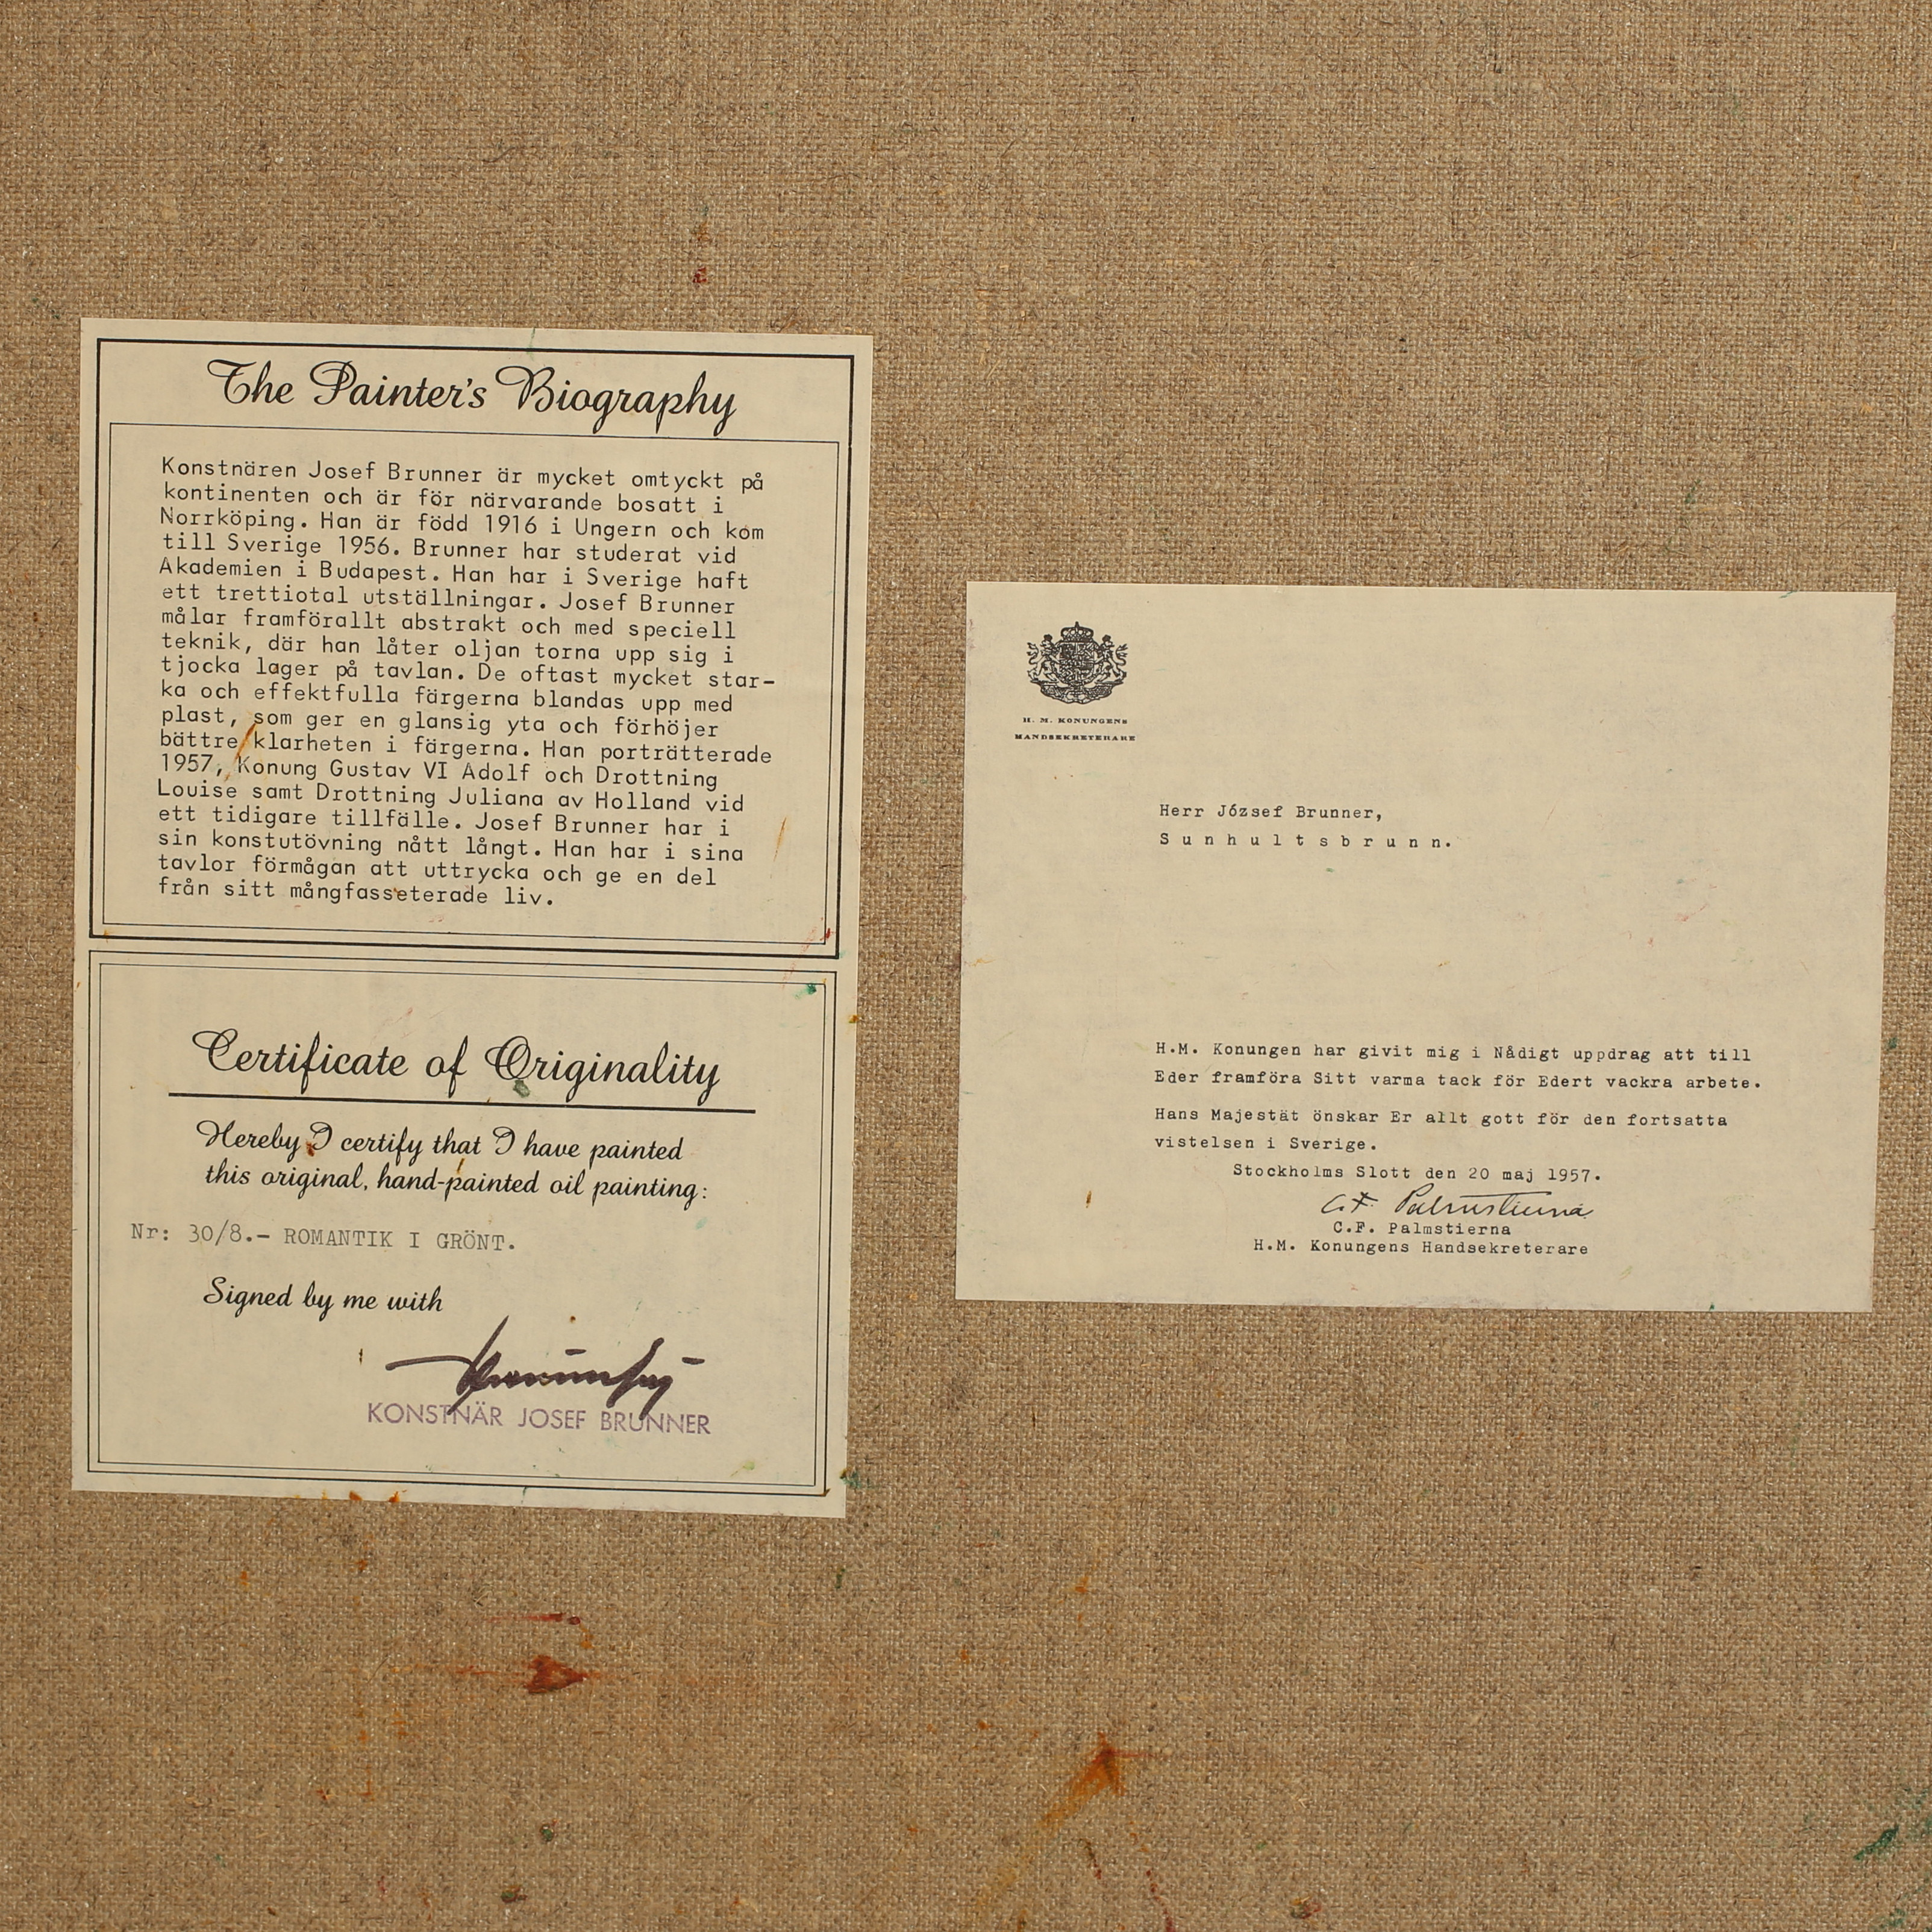 The Painter's Biography
Konstnären Josef Brunner är mycket omtyckt på
kontinenten och är för närvarande bosatt i
Norrköping. Han är född 1916 i Ungern och kom
till Sverige 1956. Brunner har studerat vid
Akademien i Budapest. Han har i Sverige haft
ett trettiotal utställningar. Josef Brunner
målar framförallt abstrakt och med speciell
teknik, där han låter oljan torna upp sig i
tjocka lager på tavlan. De oftast mycket star-
ka och effektfulla färgerna blandas upp med
plast, som ger en glansig yta och förhöjer
bättre klarheten i färgerna. Han porträtterade
1957, Konung Gustav VI Adolf och Drottning
Louise samt Drottning Juliana av Holland vid
ett tidigare tillfälle. Josef Brunner har i
sin konstutövning nått långt. Han har i sina
tavlor förmågan att uttrycka och ge en del
från sitt mångfasseterade liv.
Certificate of Originality
Hereby I certify that I have painted
this original, hand-painted oil painting:
Nr: 30/8.- ROMANTIK I GRÖNT.
Signed by me with
KONSTNÄR JOSEF BRUNNER
H. M. KONUNGENS
HANDSEKRETERARE
Herr József Brunner,
Sunhultsbrunn.
H.M. Konungen har givit mig i Nådigt uppdrag att till
Eder framföra Sitt varma tack för Edert vackra arbete.
Hans Majestät önskar Er allt gott för den fortsatta
vistelsen i Sverige.
Stockholms Slott den 20 maj 1957.
C.F. Palmstierna
C.F. Palmstierna
H.M. Konungens Handsekreterare